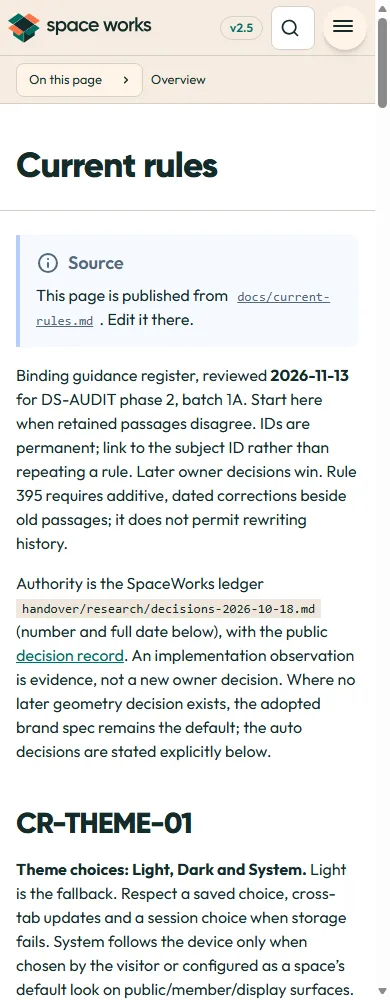 space works
v2.5
On this page
Overview
Current rules
Source
This page is published from docs/current-
rules.md . Edit it there.
Binding guidance register, reviewed 2026-11-13
for DS-AUDIT phase 2, batch 1A. Start here
when retained passages disagree. IDs are
permanent; link to the subject ID rather than
repeating a rule. Later owner decisions win. Rule
395 requires additive, dated corrections beside
old passages; it does not permit rewriting
history.
Authority is the SpaceWorks ledger
handover/research/decisions-2026-10-18.md
(number and full date below), with the public
decision record. An implementation observation
is evidence, not a new owner decision. Where no
later geometry decision exists, the adopted
brand spec remains the default; the auto
decisions are stated explicitly below.
CR-THEME-01
Theme choices: Light, Dark and System. Light
is the fallback. Respect a saved choice, cross-
tab updates and a session choice when storage
fails. System follows the device only when
chosen by the visitor or configured as a space’s
default look on public/member/display surfaces.